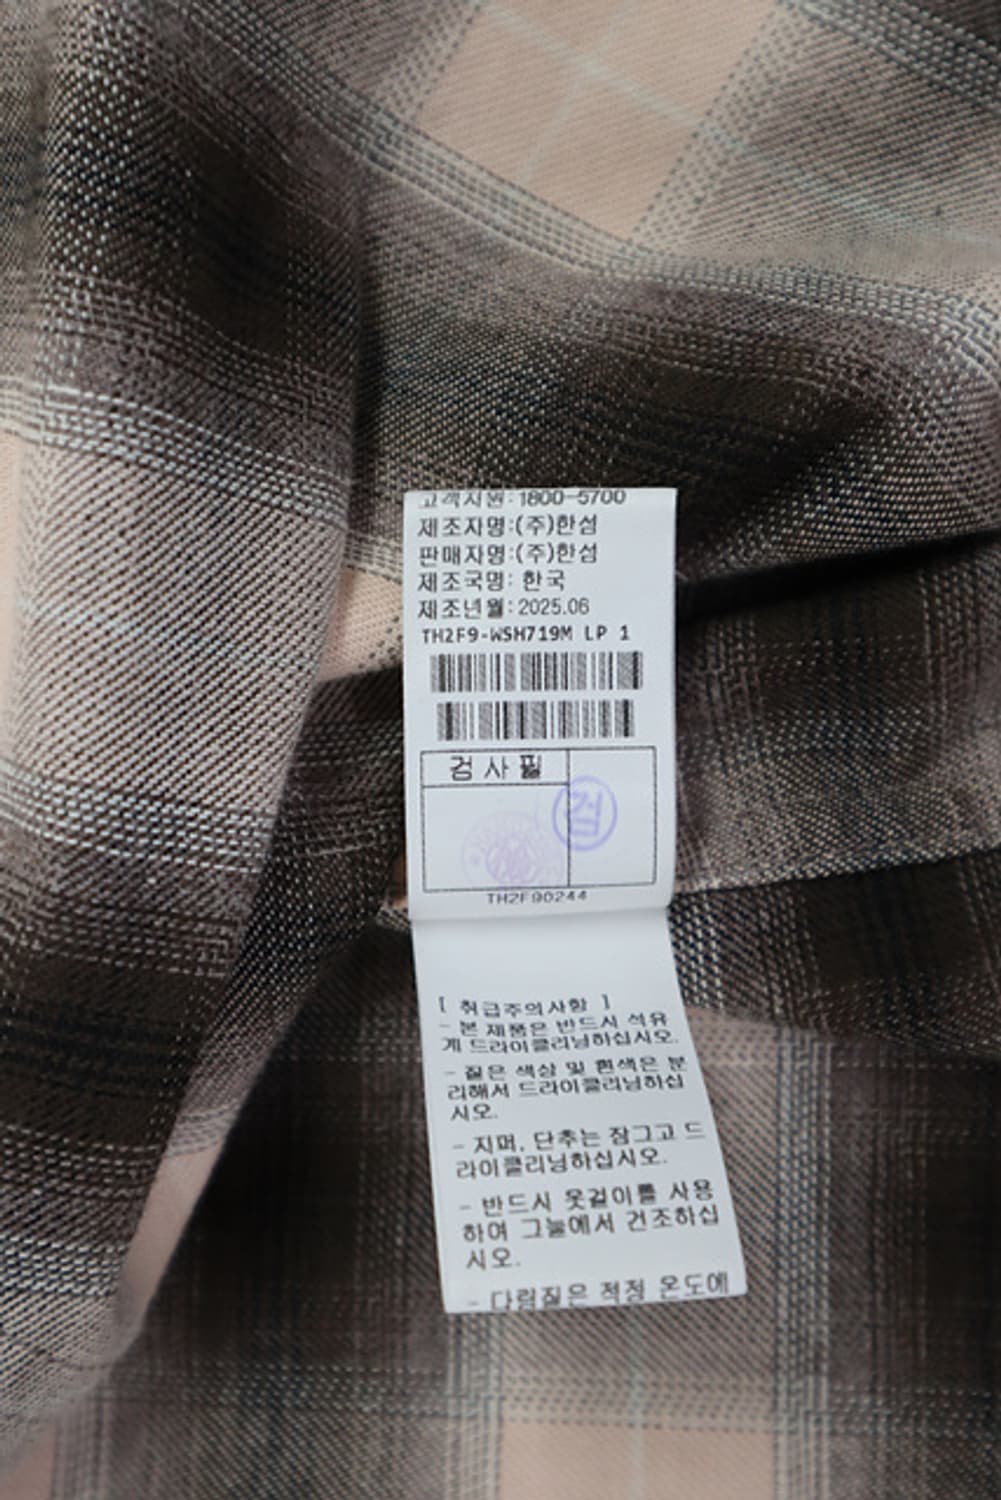 고객지원: 1800-5700
제조자명:(주)한섬
판매자명:(주)한섬
제조국명: 한국
제조년월: 2025.06
TH2F9-WSH719M LP 1
검사필
검
TH2F90244
[ 취급주의사항 ]
- 본 제품은 반드시 석유
계 드라이클리닝하십시오.
- 짙은 색상 및 흰색은 분
리해서 드라이클리닝하십
시오.
- 지퍼, 단추는 잠그고 드
라이클리닝하십시오.
- 반드시 옷걸이를 사용
하여 그늘에서 건조하십
시오.
- 다림질은 적정 온도에